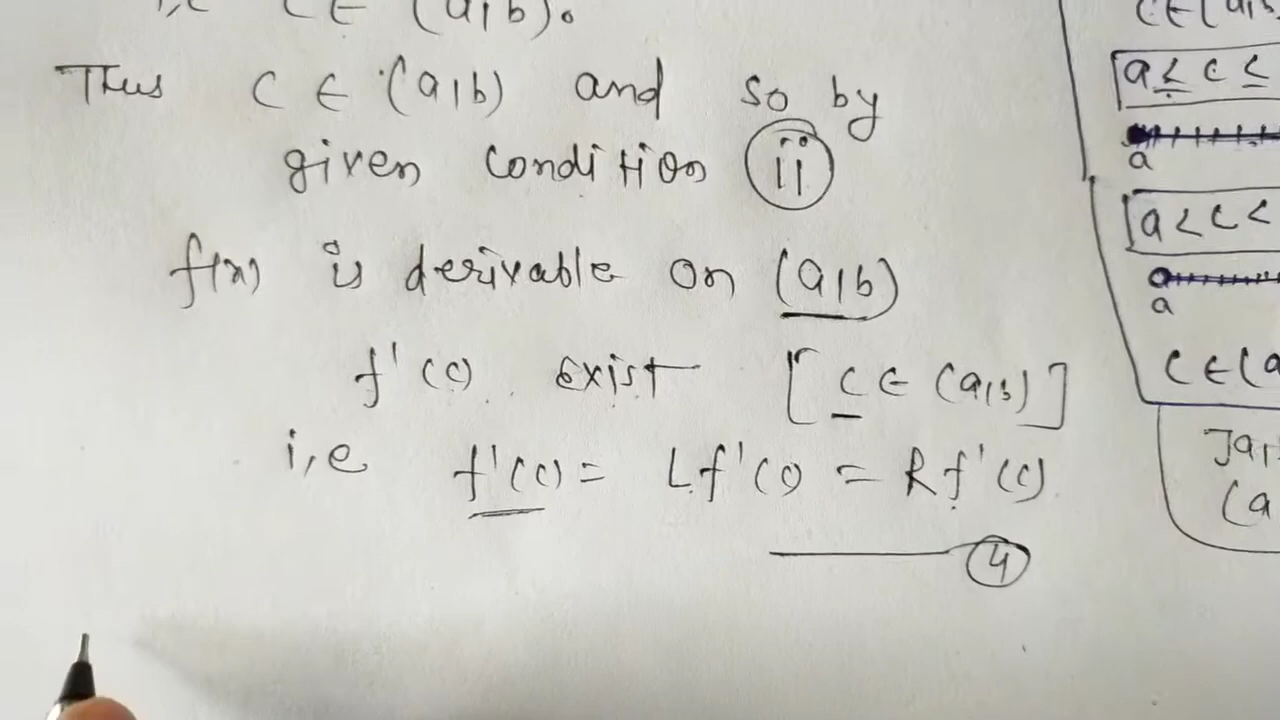 i,e C ∈ (a,b).
Thus C ∈ (a,b) and so by
given condition (ii)
f(x) is derivable on (a,b)
f'(c) exist [C ∈ (a,b)]
i,e f'(c) = Lf'(c) = Rf'(c)
(4)
a ≤ c ≤
a
a < c <
a
C ∈ (a
(a